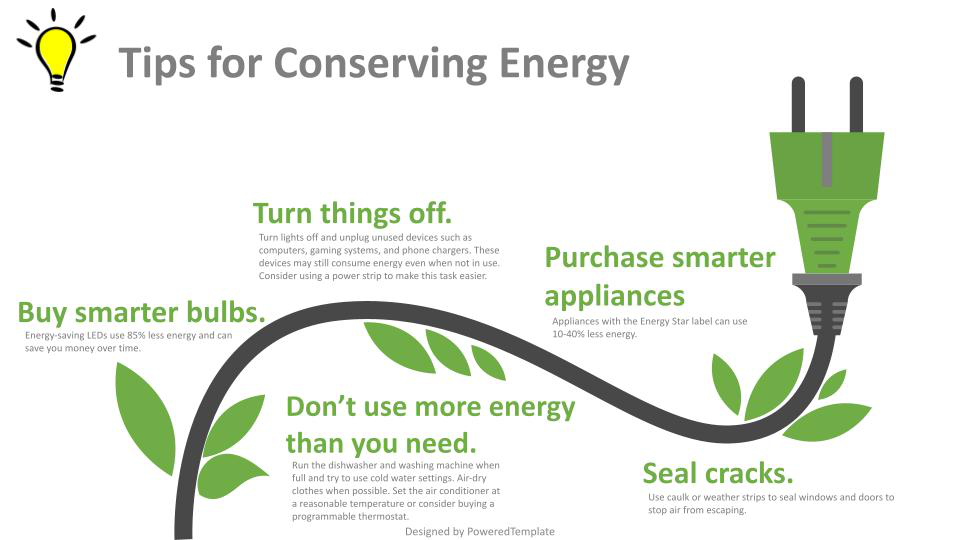 Tips for Conserving Energy
Turn things off.
Turn lights off and unplug unused devices such as
computers, gaming systems, and phone chargers. These
devices may still consume energy even when not in use.
Consider using a power strip to make this task easier.
Purchase smarter
appliances
Appliances with the Energy Star label can use
10-40% less energy.
Buy smarter bulbs.
Energy-saving LEDs use 85% less energy and can
save you money over time.
Don’t use more energy
than you need.
Run the dishwasher and washing machine when
full and try to use cold water settings. Air-dry
clothes when possible. Set the air conditioner at
a reasonable temperature or consider buying a
programmable thermostat.
Seal cracks.
Use caulk or weather strips to seal windows and doors to
stop air from escaping.
Designed by PoweredTemplate